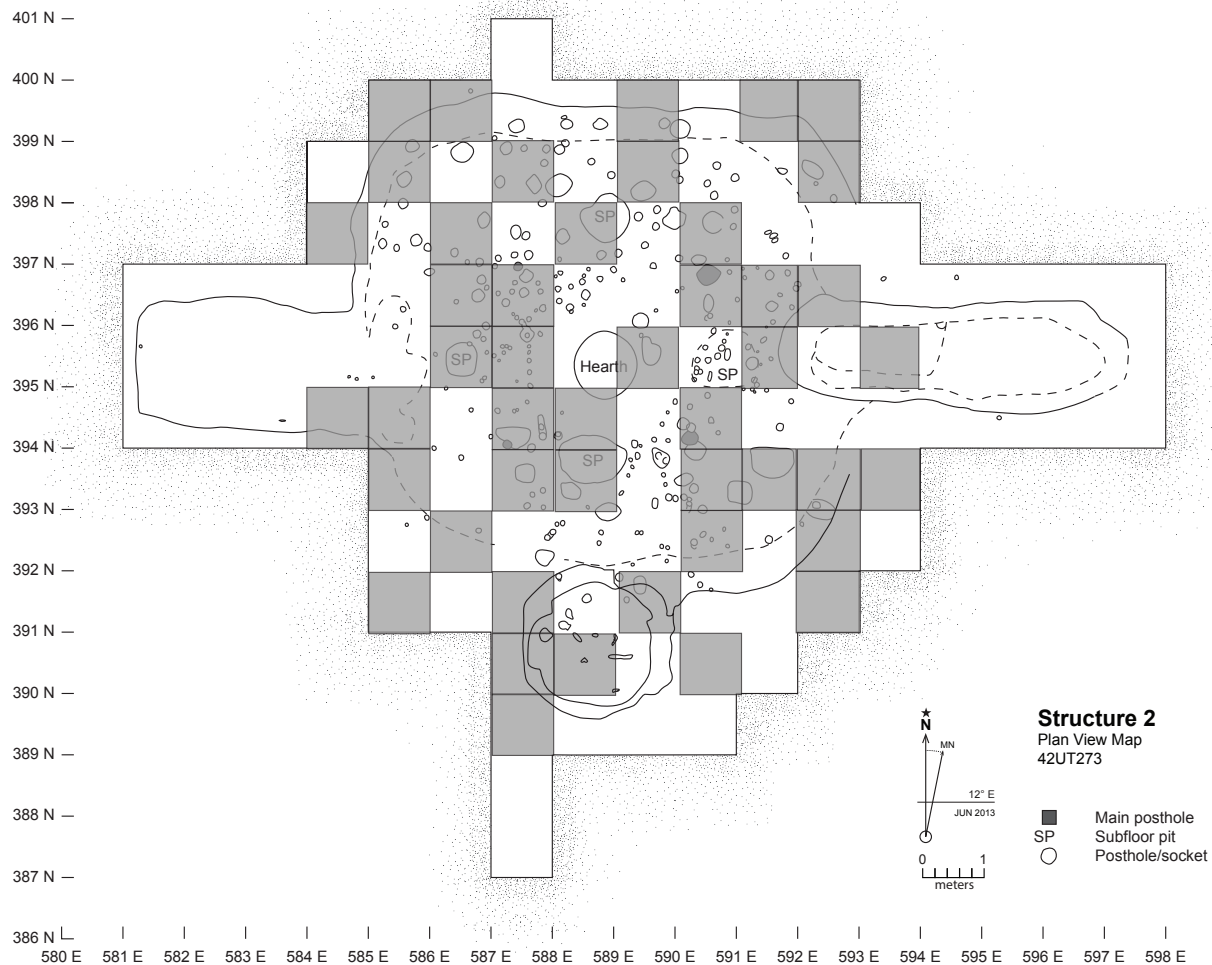 401 N
400 N
399 N
398 N
SP
397 N
396 N
SP
Hearth
SP
395 N
394 N
SP
393 N
392 N
391 N
390 N
389 N
388 N
387 N
386 N
N
MN
12° E
JUN 2013
0 1
meters
Structure 2
Plan View Map
42UT273
Main posthole
SP Subfloor pit
Posthole/socket
580 E 581 E 582 E 583 E 584 E 585 E 586 E 587 E 588 E 589 E 590 E 591 E 592 E 593 E 594 E 595 E 596 E 597 E 598 E